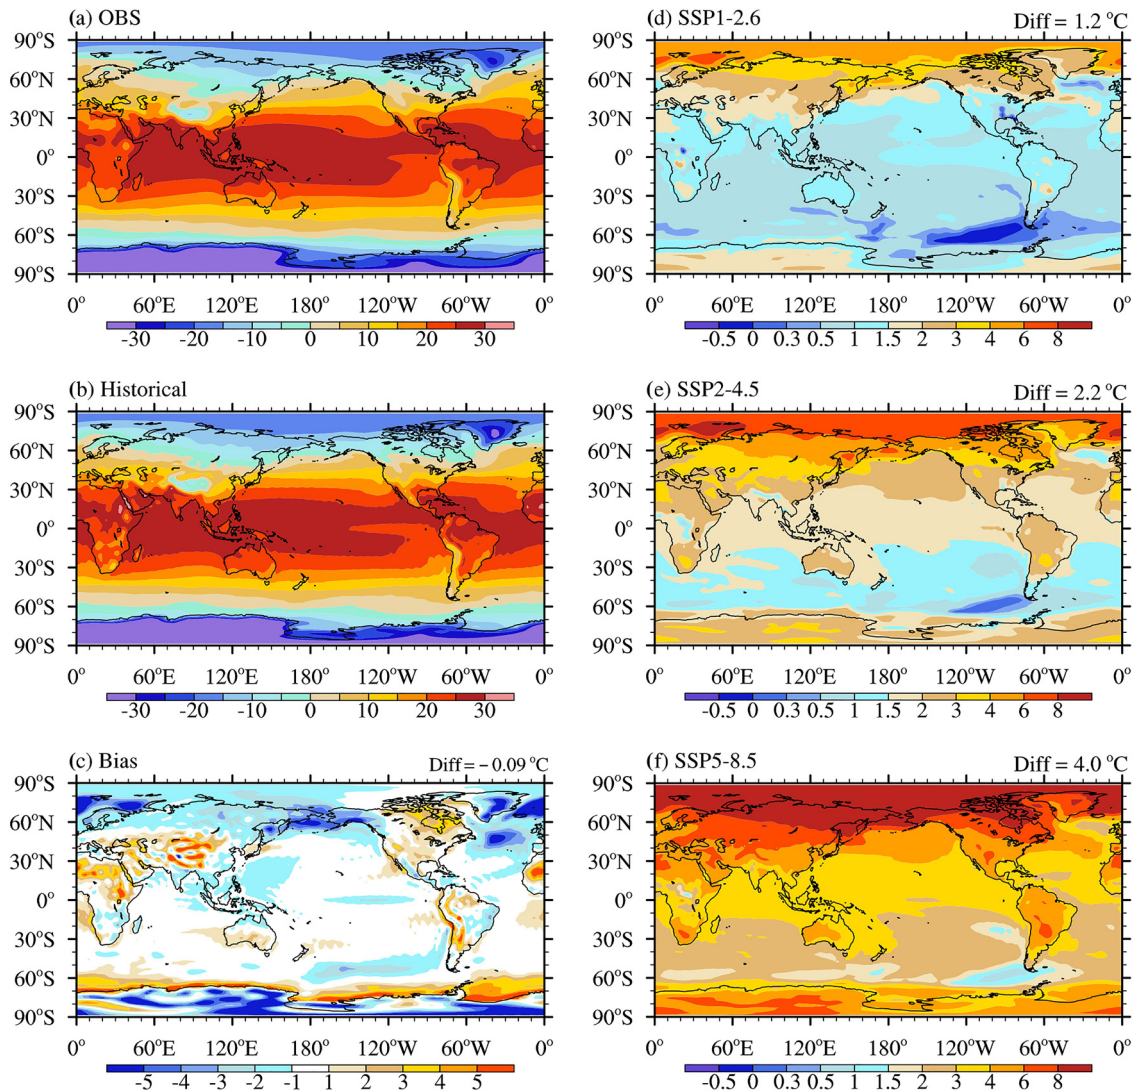 (a) OBS
90°S
60°N
30°N
0°
30°S
60°S
90°S
0° 60°E 120°E 180° 120°W 60°W 0°
-30 -20 -10 0 10 20 30
(b) Historical
90°S
60°N
30°N
0°
30°S
60°S
90°S
0° 60°E 120°E 180° 120°W 60°W 0°
-30 -20 -10 0 10 20 30
(c) Bias Diff = −0.09 °C
90°S
60°N
30°N
0°
30°S
60°S
90°S
0° 60°E 120°E 180° 120°W 60°W 0°
-5 -4 -3 -2 -1 1 2 3 4 5
(d) SSP1-2.6 Diff = 1.2 °C
90°S
60°N
30°N
0°
30°S
60°S
90°S
0° 60°E 120°E 180° 120°W 60°W 0°
-0.5 0 0.3 0.5 1 1.5 2 3 4 6 8
(e) SSP2-4.5 Diff = 2.2 °C
90°S
60°N
30°N
0°
30°S
60°S
90°S
0° 60°E 120°E 180° 120°W 60°W 0°
-0.5 0 0.3 0.5 1 1.5 2 3 4 6 8
(f) SSP5-8.5 Diff = 4.0 °C
90°S
60°N
30°N
0°
30°S
60°S
90°S
0° 60°E 120°E 180° 120°W 60°W 0°
-0.5 0 0.3 0.5 1 1.5 2 3 4 6 8